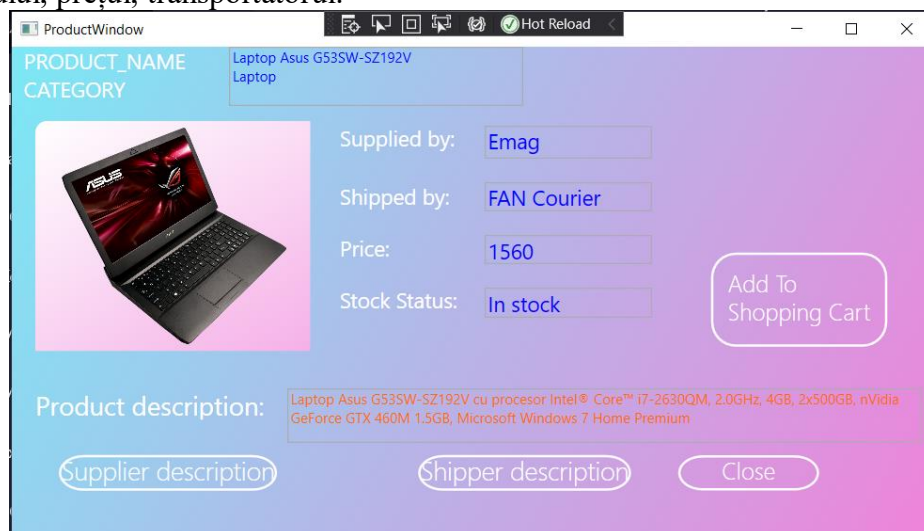 prețul, transportatorul.
ProductWindow
Hot Reload
PRODUCT_NAME
CATEGORY
Laptop Asus G53SW-SZ192V
Laptop
ASUS
Supplied by:
Emag
Shipped by:
FAN Courier
Price:
1560
Stock Status:
In stock
Add To
Shopping Cart
Product description:
Laptop Asus G53SW-SZ192V cu procesor Intel® Core™ i7-2630QM, 2.0GHz, 4GB, 2x500GB, nVidia
GeForce GTX 460M 1.5GB, Microsoft Windows 7 Home Premium
Supplier description
Shipper description
Close